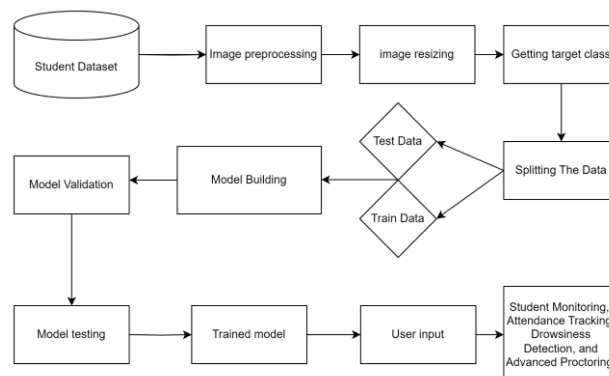 Student Dataset
Image preprocessing
image resizing
Getting target class
Splitting The Data
Test Data
Train Data
Model Building
Model Validation
Model testing
Trained model
User input
Student Monitoring,
Attendance Tracking
Drowsiness
Detection, and
Advanced Proctoring